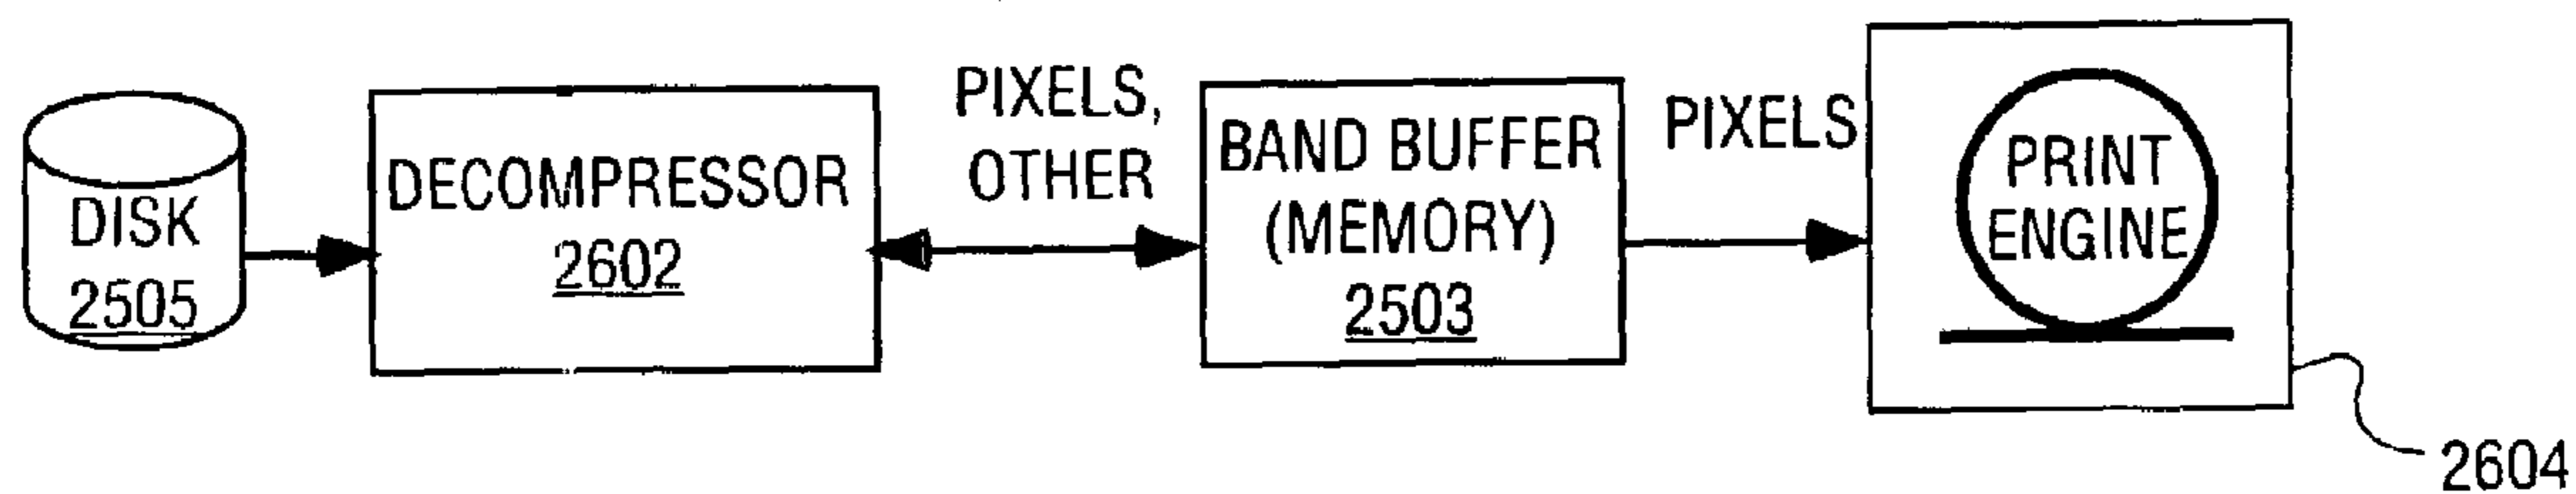 DISK
2505
DECOMPRESSOR
2602
PIXELS,
OTHER
BAND BUFFER
(MEMORY)
2503
PIXELS
PRINT
ENGINE
2604